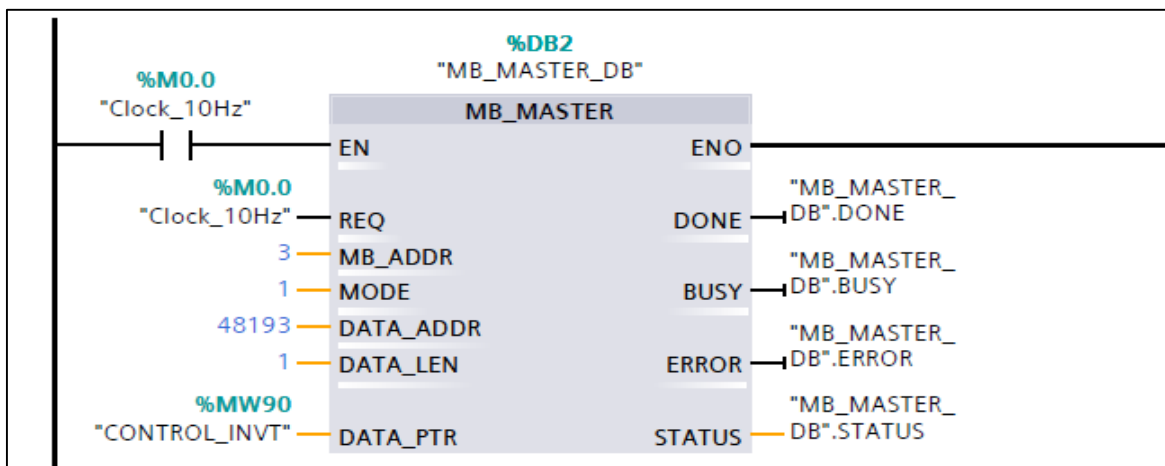 %DB2
"MB_MASTER_DB"
%M0.0
"Clock_10Hz"
MB_MASTER
EN
ENO
%M0.0
"Clock_10Hz"
REQ
"MB_MASTER_
DB".DONE
DONE
3
MB_ADDR
1
MODE
"MB_MASTER_
DB".BUSY
BUSY
48193
DATA_ADDR
1
DATA_LEN
"MB_MASTER_
DB".ERROR
ERROR
%MW90
"CONTROL_INVT"
DATA_PTR
"MB_MASTER_
DB".STATUS
STATUS